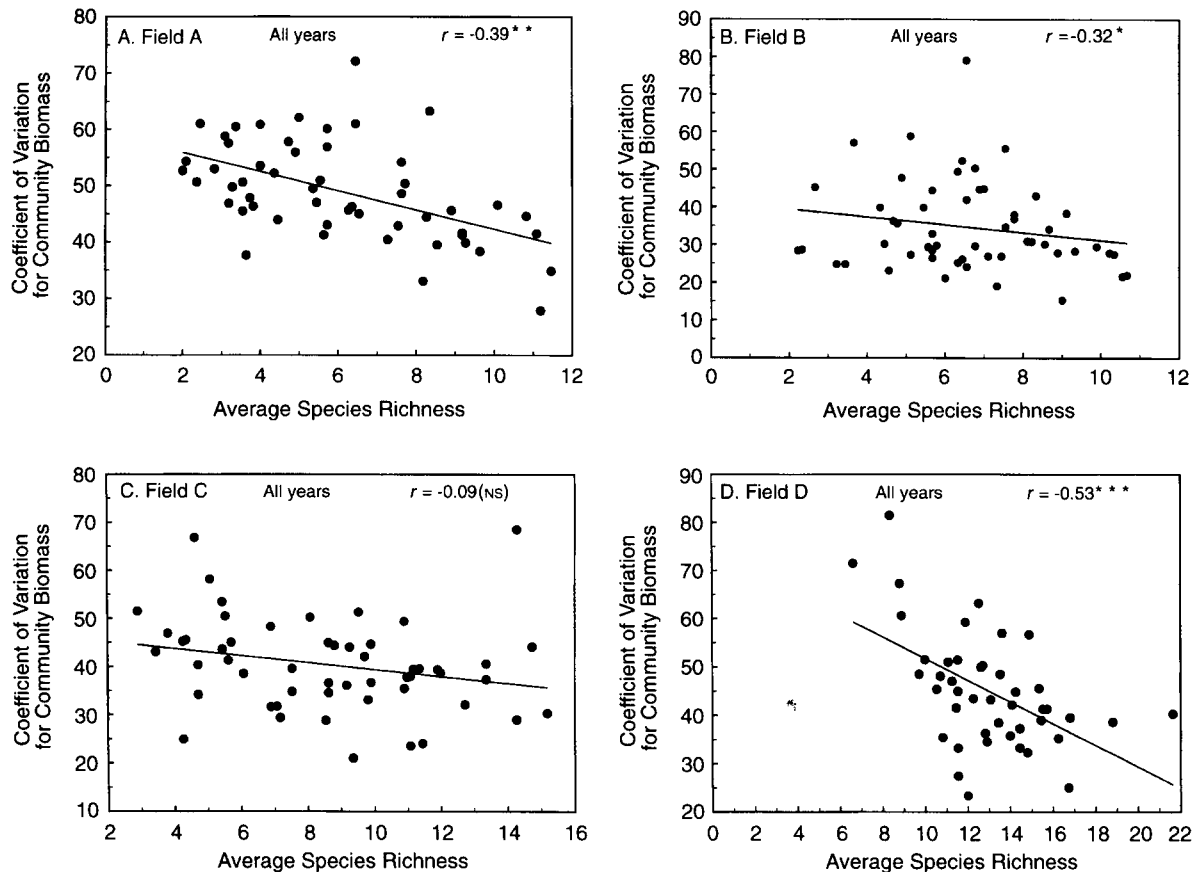 A. Field A All years r = -0.39**
80
70
60
50
40
30
20
0 2 4 6 8 10 12
Coefficient of Variation
for Community Biomass
Average Species Richness
B. Field B All years r = -0.32*
90
80
70
60
50
40
30
20
10
0
0 2 4 6 8 10 12
Coefficient of Variation
for Community Biomass
Average Species Richness
C. Field C All years r = -0.09(NS)
80
70
60
50
40
30
20
10
2 4 6 8 10 12 14 16
Coefficient of Variation
for Community Biomass
Average Species Richness
D. Field D All years r = -0.53***
90
80
70
60
50
40
30
20
0 2 4 6 8 10 12 14 16 18 20 22
Coefficient of Variation
for Community Biomass
Average Species Richness